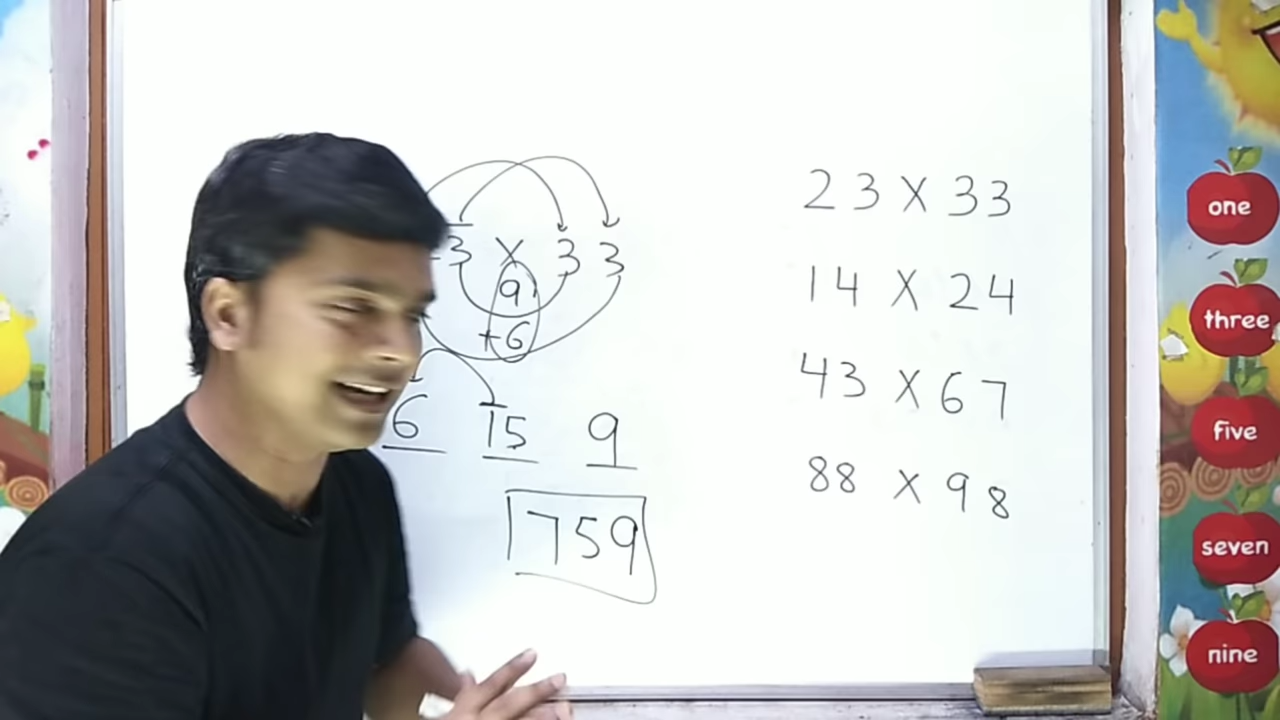 3 X 3 3
9
+6
6 15 9
759
23 X 33
14 X 24
43 X 67
88 X 98
one
three
five
seven
nine